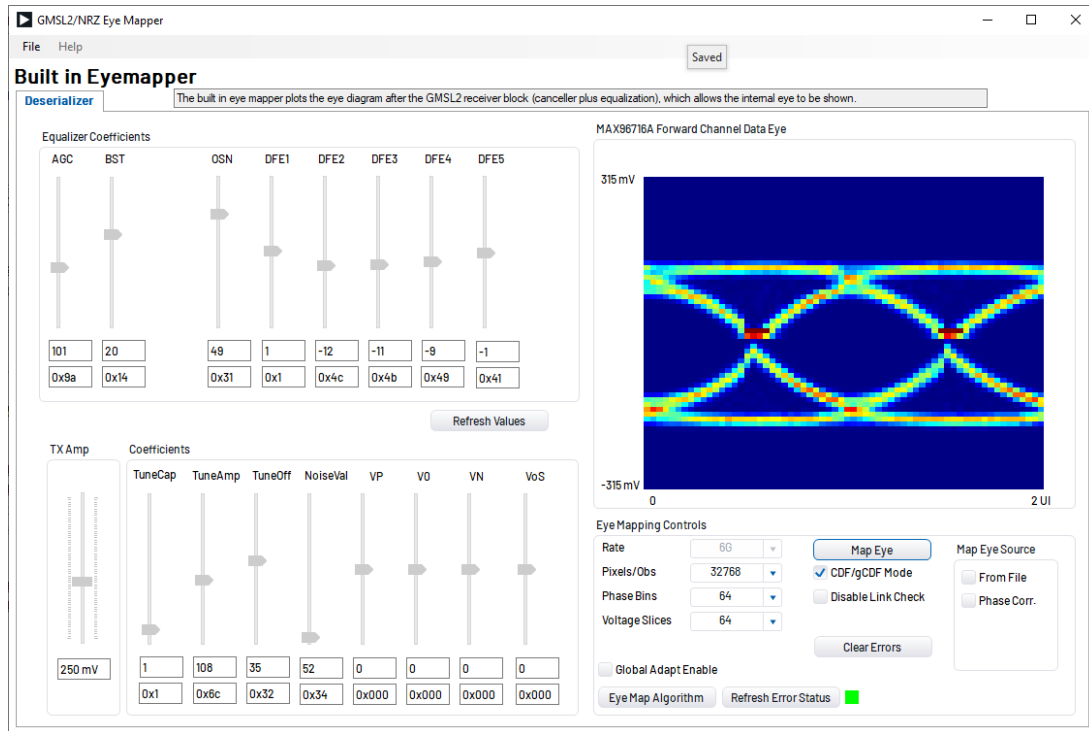 GMSL2/NRZ Eye Mapper
File Help
Saved
Built in Eyemapper
Deserializer
The built in eye mapper plots the eye diagram after the GMSL2 receiver block (canceller plus equalization), which allows the internal eye to be shown.
Equalizer Coefficients
AGC BST OSN DFE1 DFE2 DFE3 DFE4 DFE5
101 20 49 1 -12 -11 -9 -1
0x9a 0x14 0x31 0x1 0x4c 0x4b 0x49 0x41
Refresh Values
TX Amp
250 mV
Coefficients
TuneCap TuneAmp TuneOff NoiseVal VP V0 VN VoS
1 108 35 52 0 0 0 0
0x1 0x6c 0x32 0x34 0x000 0x000 0x000 0x000
MAX96716A Forward Channel Data Eye
315 mV
-315 mV
0 2 UI
Eye Mapping Controls
Rate 6G
Pixels/Obs 32768
Phase Bins 64
Voltage Slices 64
Map Eye
CDF/gCDF Mode
Disable Link Check
Clear Errors
Map Eye Source
From File
Phase Corr.
Global Adapt Enable
Eye Map Algorithm Refresh Error Status